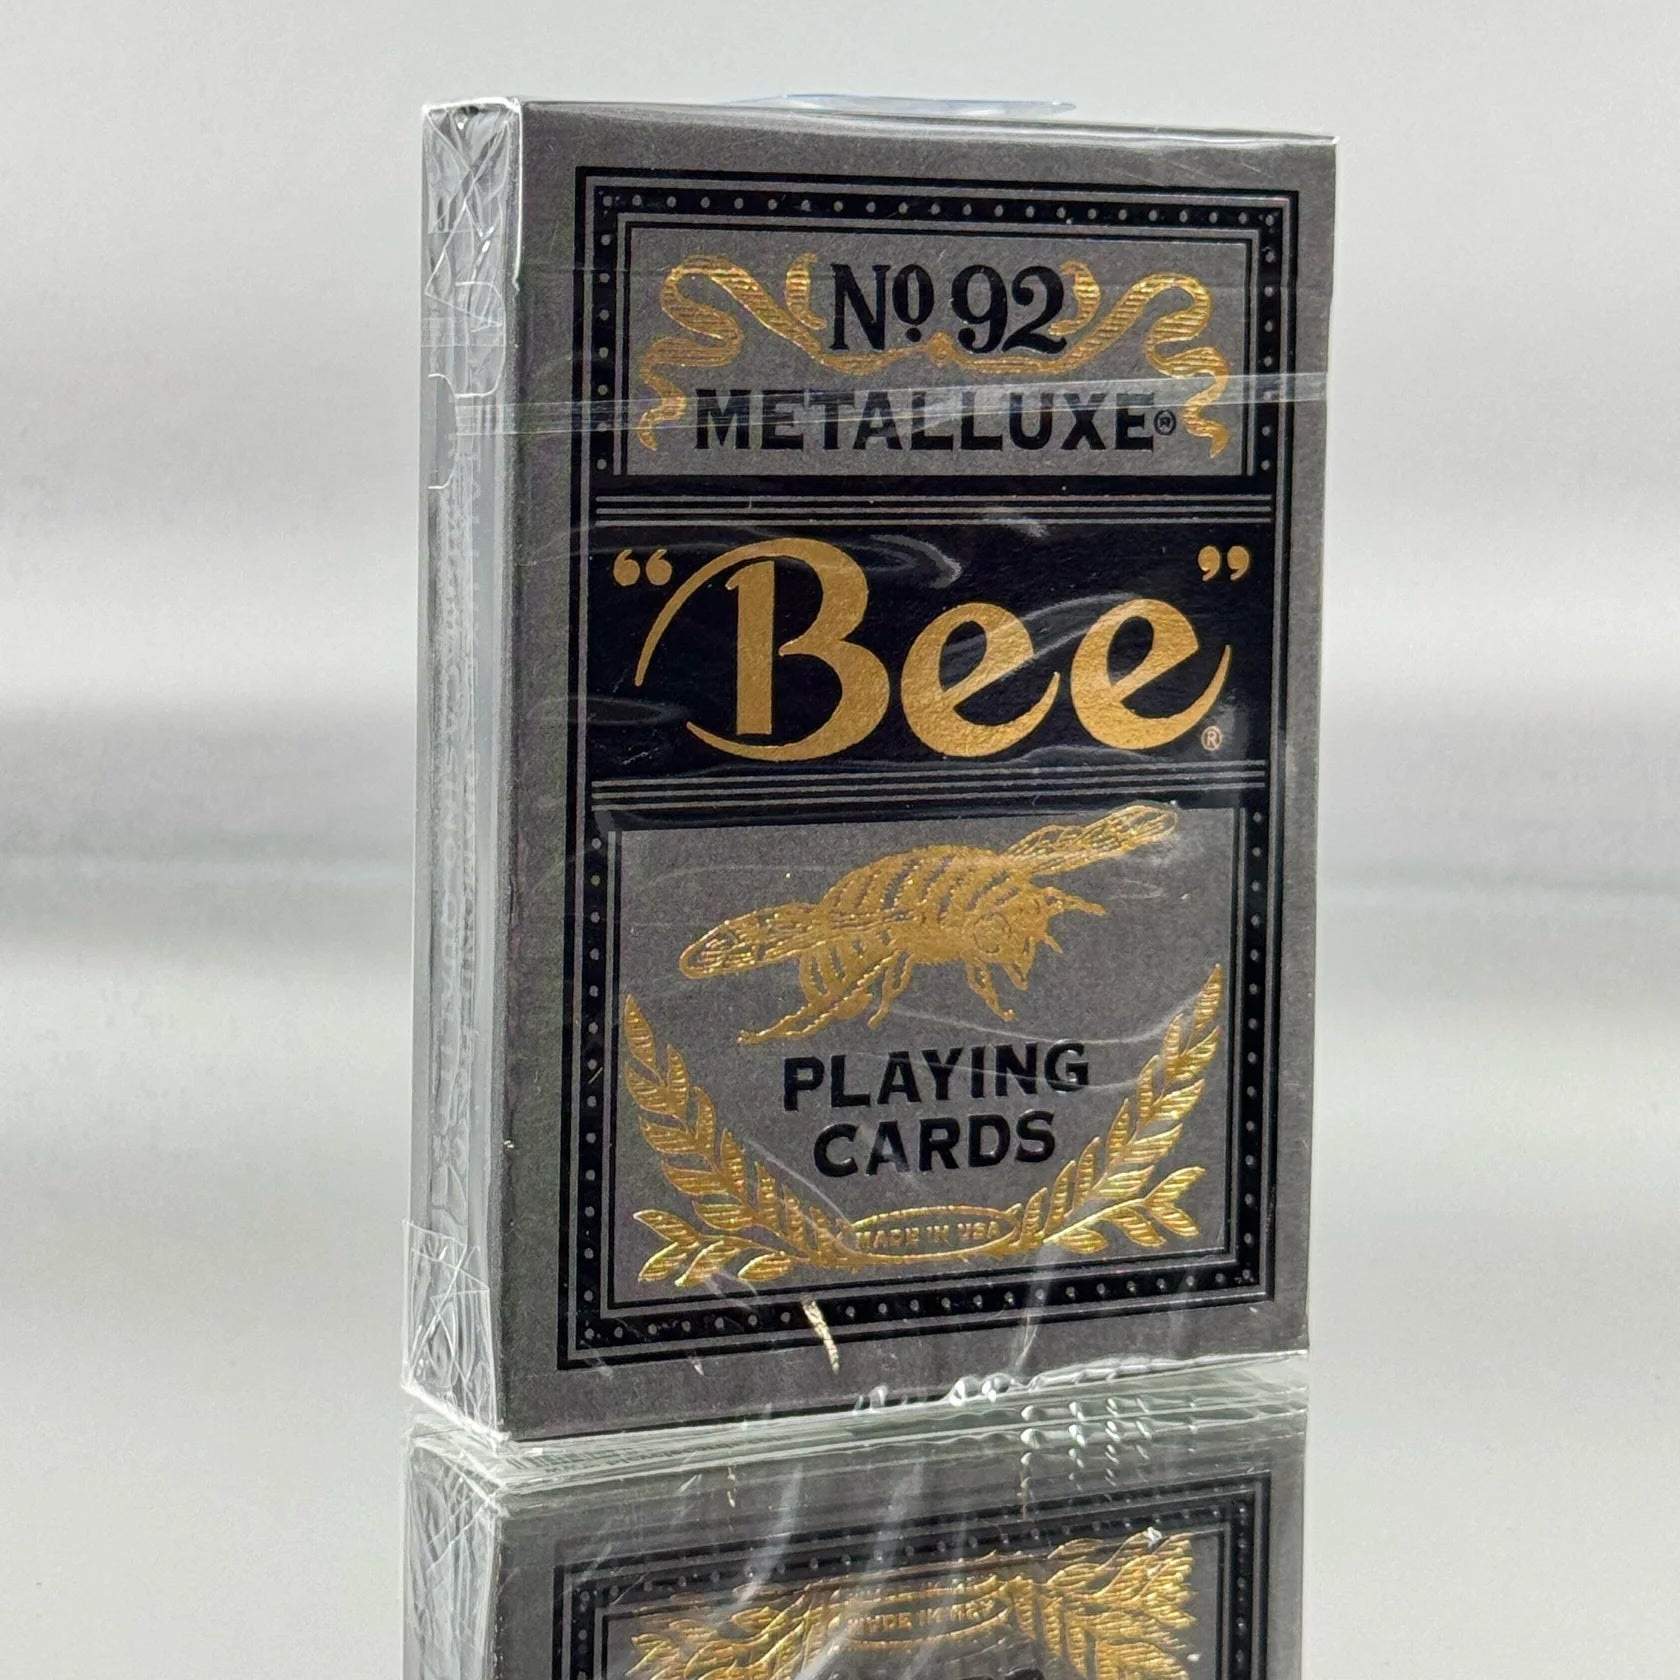 Nº 92
METALLUXE®
“Bee”®
PLAYING
CARDS
MADE IN USA